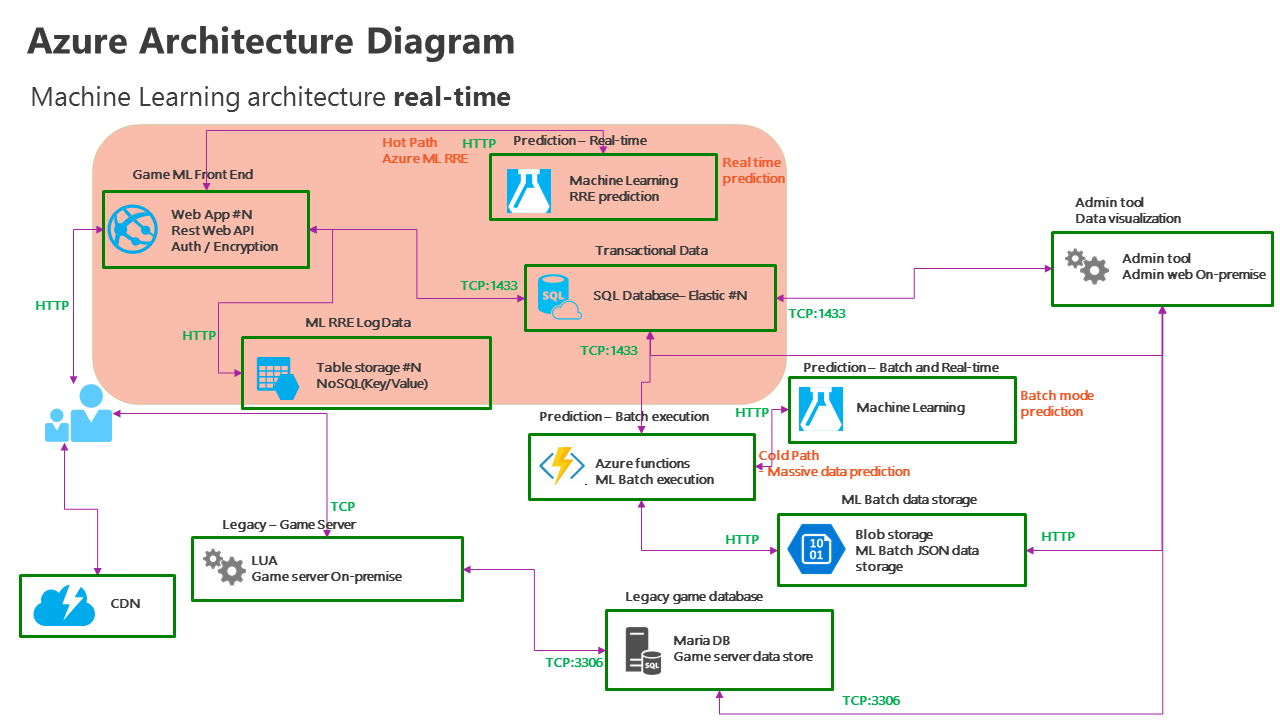 Azure Architecture Diagram
Machine Learning architecture real-time
Hot Path
Azure ML RRE
HTTP
Prediction – Real-time
Machine Learning
RRE prediction
Real time
prediction
Game ML Front End
Web App #N
Rest Web API
Auth / Encryption
HTTP
Transactional Data
SQL
SQL Database– Elastic #N
TCP:1433
TCP:1433
TCP:1433
Admin tool
Data visualization
Admin tool
Admin web On-premise
HTTP
ML RRE Log Data
Table storage #N
NoSQL(Key/Value)
Prediction – Batch and Real-time
Machine Learning
Batch mode
prediction
HTTP
Prediction – Batch execution
Azure functions
ML Batch execution
.
Cold Path
- Massive data prediction
ML Batch data storage
10
01
Blob storage
ML Batch JSON data
storage
HTTP
HTTP
TCP
Legacy – Game Server
LUA
Game server On-premise
CDN
Legacy game database
SQL
Maria DB
Game server data store
TCP:3306
TCP:3306